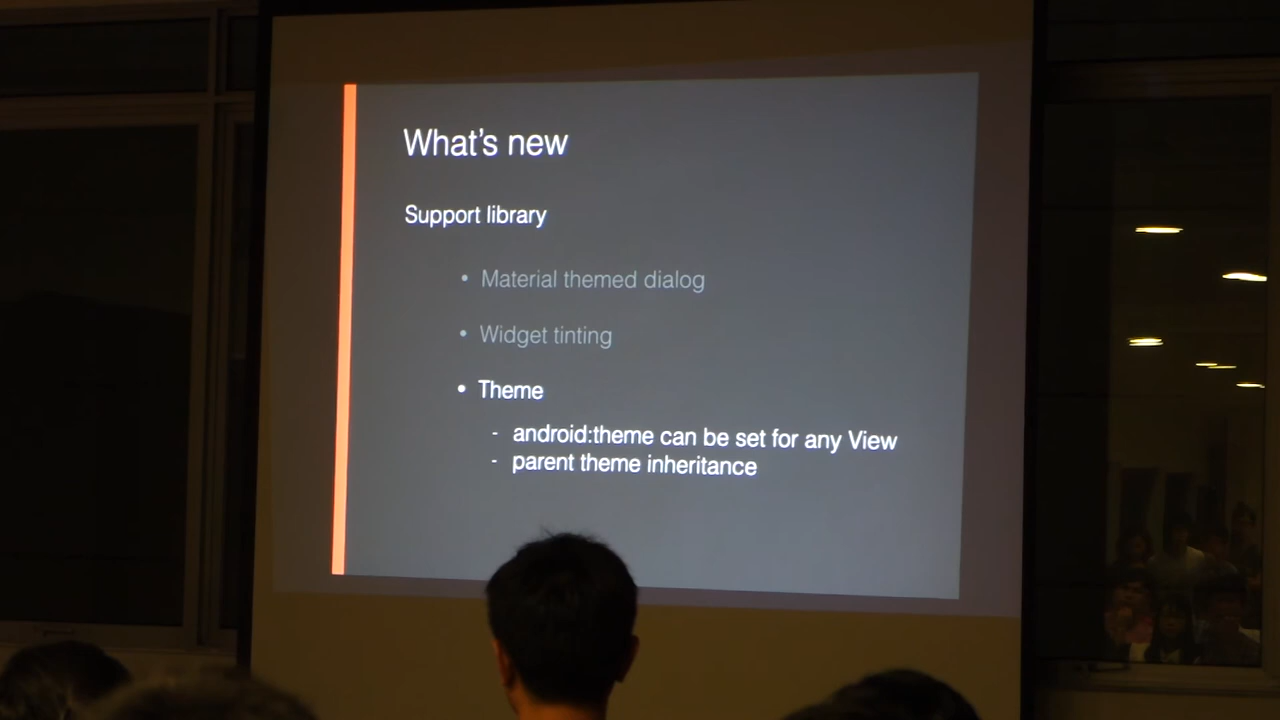 What's new
Support library
• Material themed dialog
• Widget tinting
• Theme
- android:theme can be set for any View
- parent theme inheritance